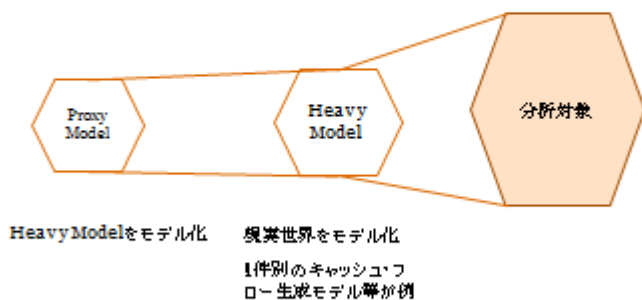 Proxy
Model
Heavy
Model
分析対象
Heavy Modelをモデル化
現実世界をモデル化
1件別のキャッシュ・フ
ロー生成モデル等が例